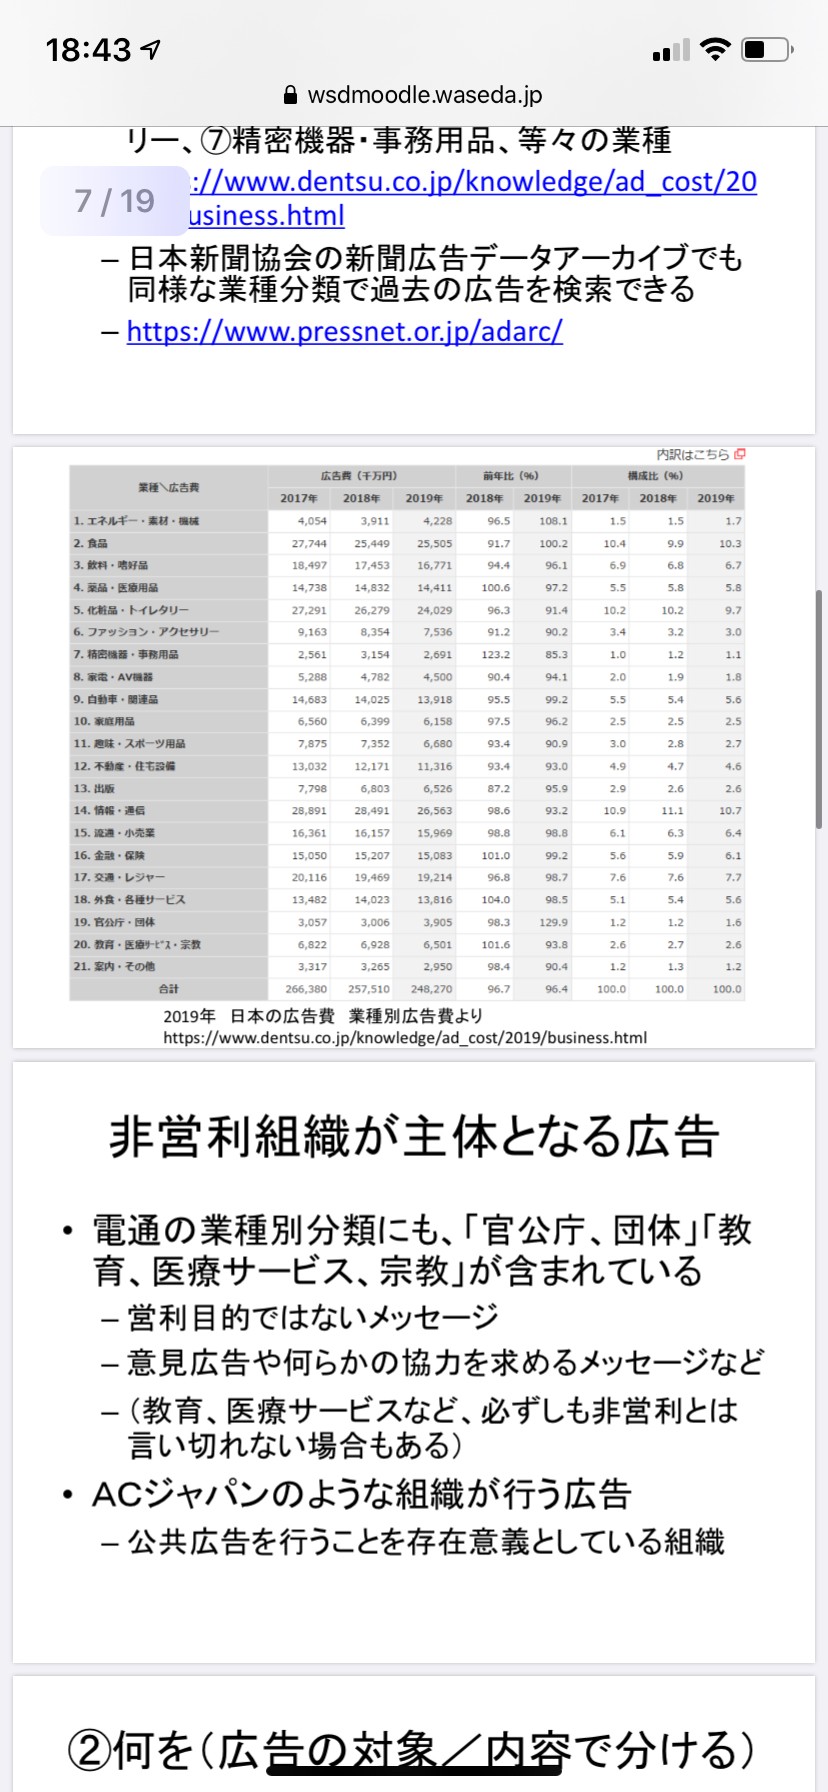 18:43
wsdmoodle.waseda.jp
リー、⑦精密機器・事務用品、等々の業種
7 / 19
://www.dentsu.co.jp/knowledge/ad_cost/20
usiness.html
– 日本新聞協会の新聞広告データアーカイブでも
同様な業種分類で過去の広告を検索できる
– https://www.pressnet.or.jp/adarc/
内訳はこちら
業種＼広告費 広告費（千万円） 前年比（%） 構成比（%）
2017年 2018年 2019年 2018年 2019年 2017年 2018年 2019年
1. エネルギー・素材・機械 4,054 3,911 4,228 96.5 108.1 1.5 1.5 1.7
2. 食品 27,744 25,449 25,505 91.7 100.2 10.4 9.9 10.3
3. 飲料・嗜好品 18,497 17,453 16,771 94.4 96.1 6.9 6.8 6.7
4. 薬品・医療用品 14,738 14,832 14,411 100.6 97.2 5.5 5.8 5.8
5. 化粧品・トイレタリー 27,291 26,279 24,029 96.3 91.4 10.2 10.2 9.7
6. ファッション・アクセサリー 9,163 8,354 7,536 91.2 90.2 3.4 3.2 3.0
7. 精密機器・事務用品 2,561 3,154 2,691 123.2 85.3 1.0 1.2 1.1
8. 家電・AV機器 5,288 4,782 4,500 90.4 94.1 2.0 1.9 1.8
9. 自動車・関連品 14,683 14,025 13,918 95.5 99.2 5.5 5.4 5.6
10. 家庭用品 6,560 6,399 6,158 97.5 96.2 2.5 2.5 2.5
11. 趣味・スポーツ用品 7,875 7,352 6,680 93.4 90.9 3.0 2.8 2.7
12. 不動産・住宅設備 13,032 12,171 11,316 93.4 93.0 4.9 4.7 4.6
13. 出版 7,798 6,803 6,526 87.2 95.9 2.9 2.6 2.6
14. 情報・通信 28,891 28,491 26,563 98.6 93.2 10.9 11.1 10.7
15. 流通・小売業 16,361 16,157 15,969 98.8 98.8 6.1 6.3 6.4
16. 金融・保険 15,050 15,207 15,083 101.0 99.2 5.6 5.9 6.1
17. 交通・レジャー 20,116 19,469 19,214 96.8 98.7 7.6 7.6 7.7
18. 外食・各種サービス 13,482 14,023 13,816 104.0 98.5 5.1 5.4 5.6
19. 官公庁・団体 3,057 3,006 3,905 98.3 129.9 1.2 1.2 1.6
20. 教育・医療ｻｰﾋﾞｽ・宗教 6,822 6,928 6,501 101.6 93.8 2.6 2.7 2.6
21. 案内・その他 3,317 3,265 2,950 98.4 90.4 1.2 1.3 1.2
合計 266,380 257,510 248,270 96.7 96.4 100.0 100.0 100.0
2019年 日本の広告費 業種別広告費より
https://www.dentsu.co.jp/knowledge/ad_cost/2019/business.html
非営利組織が主体となる広告
• 電通の業種別分類にも、「官公庁、団体」「教
育、医療サービス、宗教」が含まれている
– 営利目的ではないメッセージ
– 意見広告や何らかの協力を求めるメッセージなど
– （教育、医療サービスなど、必ずしも非営利とは
言い切れない場合もある）
• ACジャパンのような組織が行う広告
– 公共広告を行うことを存在意義としている組織
②何を（広告の対象／内容で分ける）